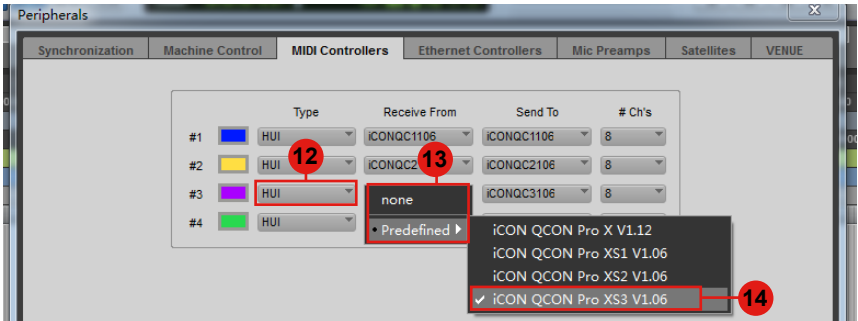 Peripherals
Synchronization Machine Control MIDI Controllers Ethernet Controllers Mic Preamps Satellites VENUE
Type Receive From Send To # Ch's
#1 HUI iCONQC1106 iCONQC1106 8
#2 HUI iCONQC2 iCONQC2106 8
#3 HUI iCONQC3106 8
#4 HUI
12
13
none
Predefined
iCON QCON Pro X V1.12
iCON QCON Pro XS1 V1.06
iCON QCON Pro XS2 V1.06
iCON QCON Pro XS3 V1.06
14